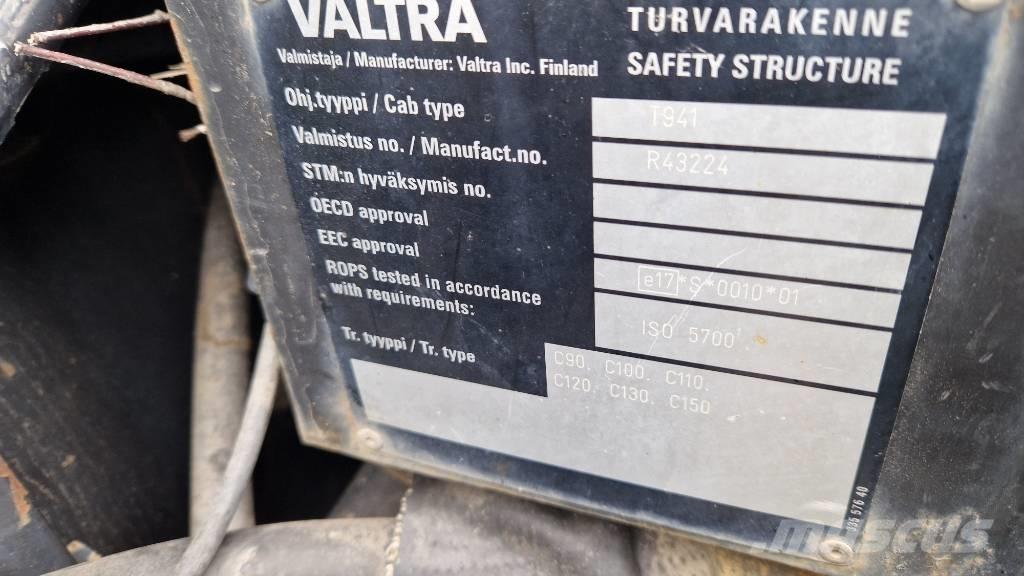 VALTRA
Valmistaja / Manufacturer: Valtra Inc. Finland
TURVARAKENNE
SAFETY STRUCTURE
Ohj.tyyppi / Cab type T941
Valmistus no. / Manufact.no. R43224
STM:n hyväksymis no.
OECD approval
EEC approval e17*S*0010*01
ROPS tested in accordance
with requirements: ISO 5700
Tr. tyyppi / Tr. type C90. C100. C110.
C120. C130. C150
576 40
mascus